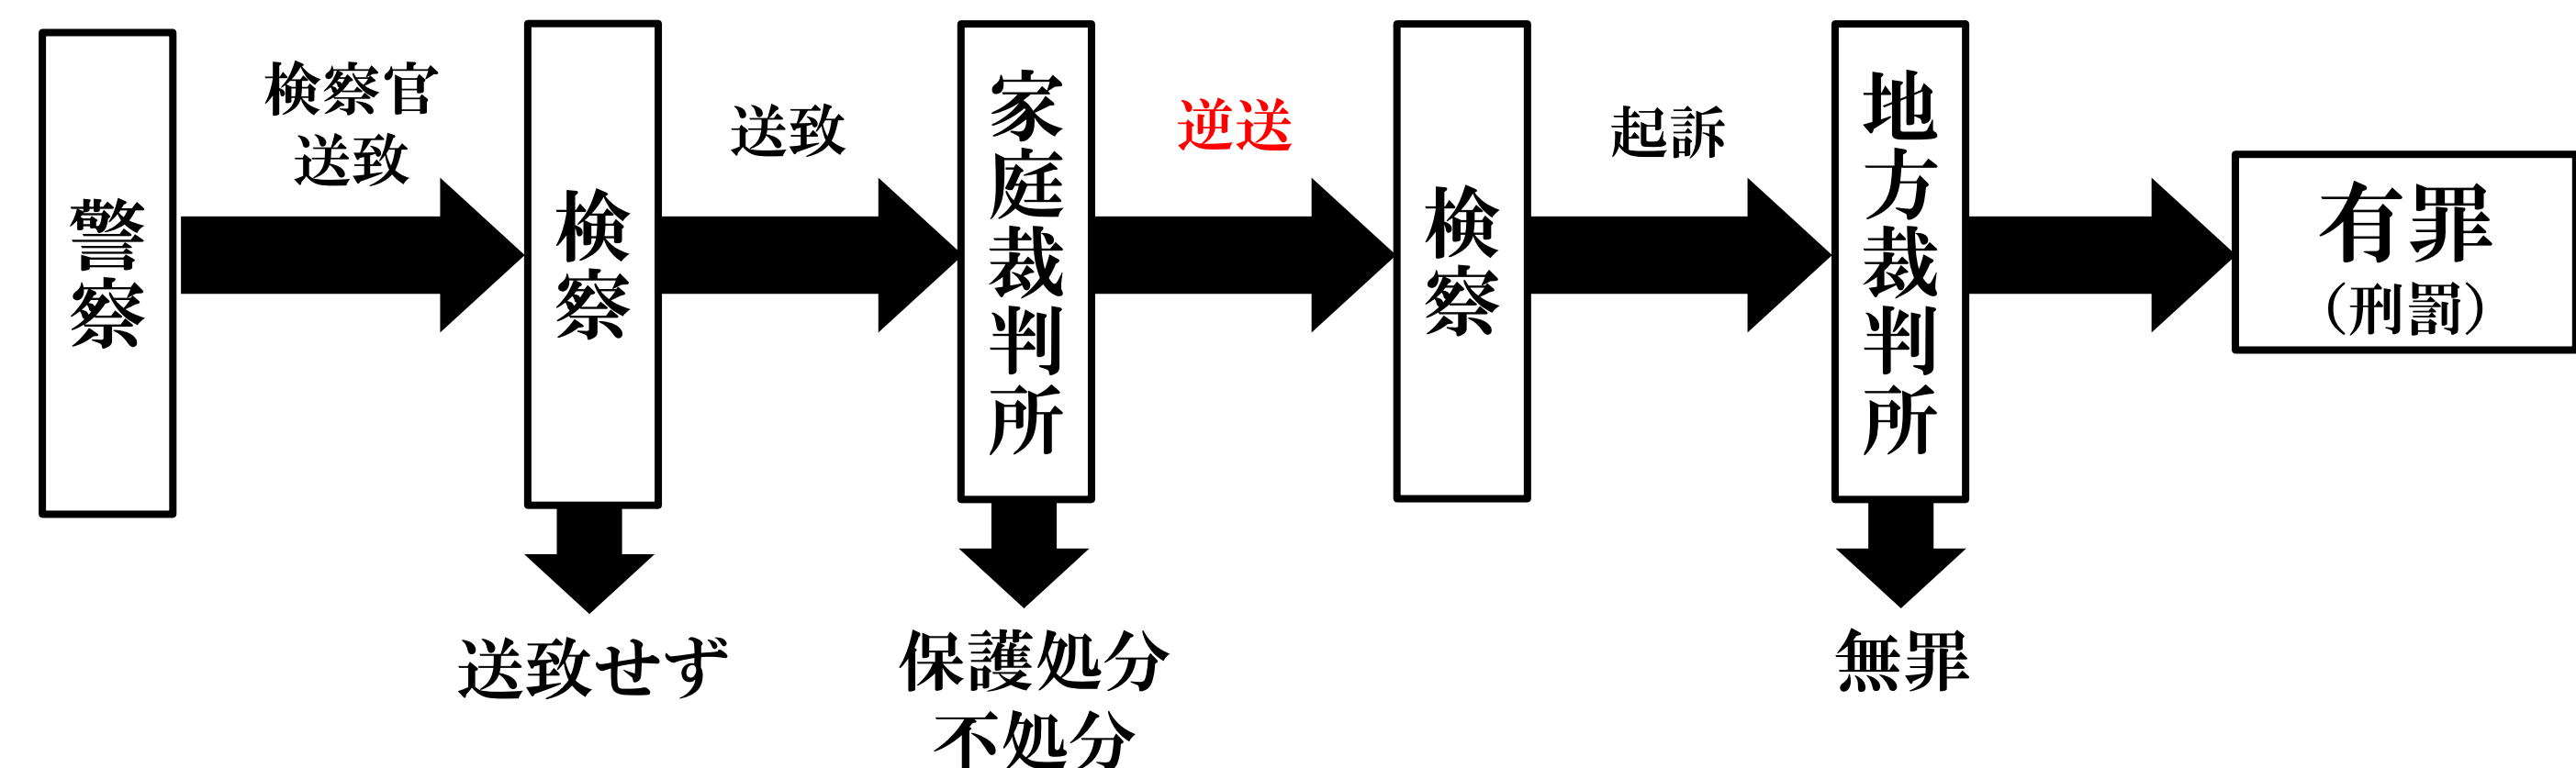 警察
検察官
送致
検察
送致
家庭裁判所
逆送
検察
起訴
地方裁判所
有罪
(刑罰)
送致せず
保護処分
不処分
無罪